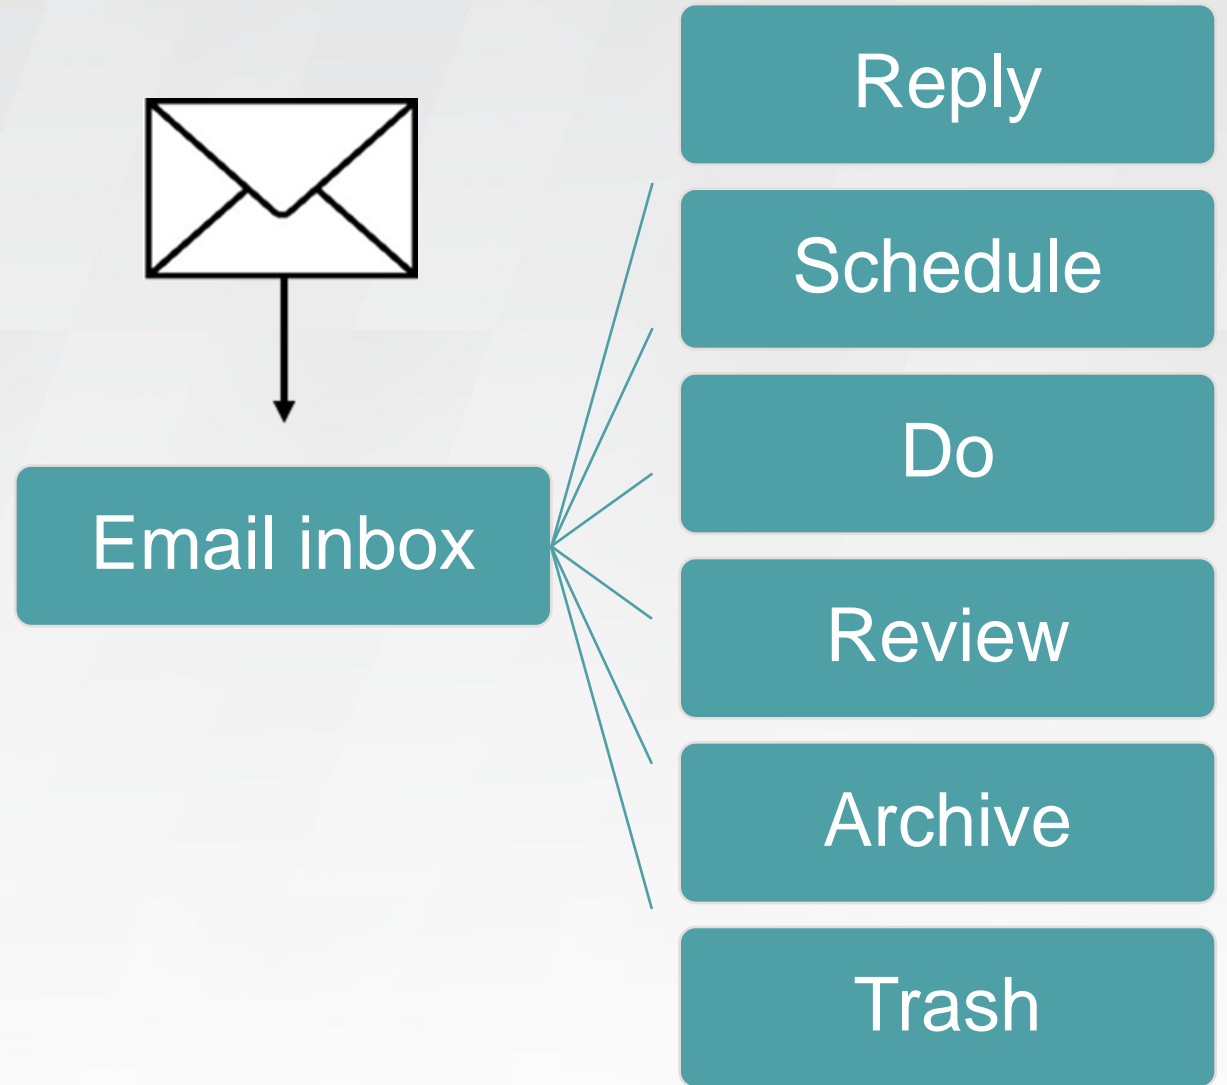 Reply
Schedule
Do
Email inbox
Review
Archive
Trash